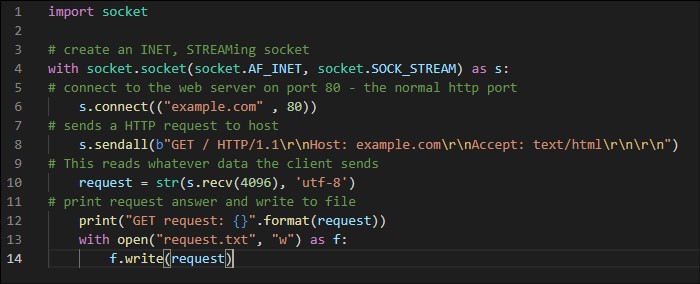 1 import socket
2
3 # create an INET, STREAMing socket
4 with socket.socket(socket.AF_INET, socket.SOCK_STREAM) as s:
5 # connect to the web server on port 80 - the normal http port
6     s.connect(("example.com" , 80))
7 # sends a HTTP request to host
8     s.sendall(b"GET / HTTP/1.1\r\nHost: example.com\r\nAccept: text/html\r\n\r\n")
9 # This reads whatever data the client sends
10     request = str(s.recv(4096), 'utf-8')
11 # print request answer and write to file
12     print("GET request: {}".format(request))
13     with open("request.txt", "w") as f:
14         f.write(request)